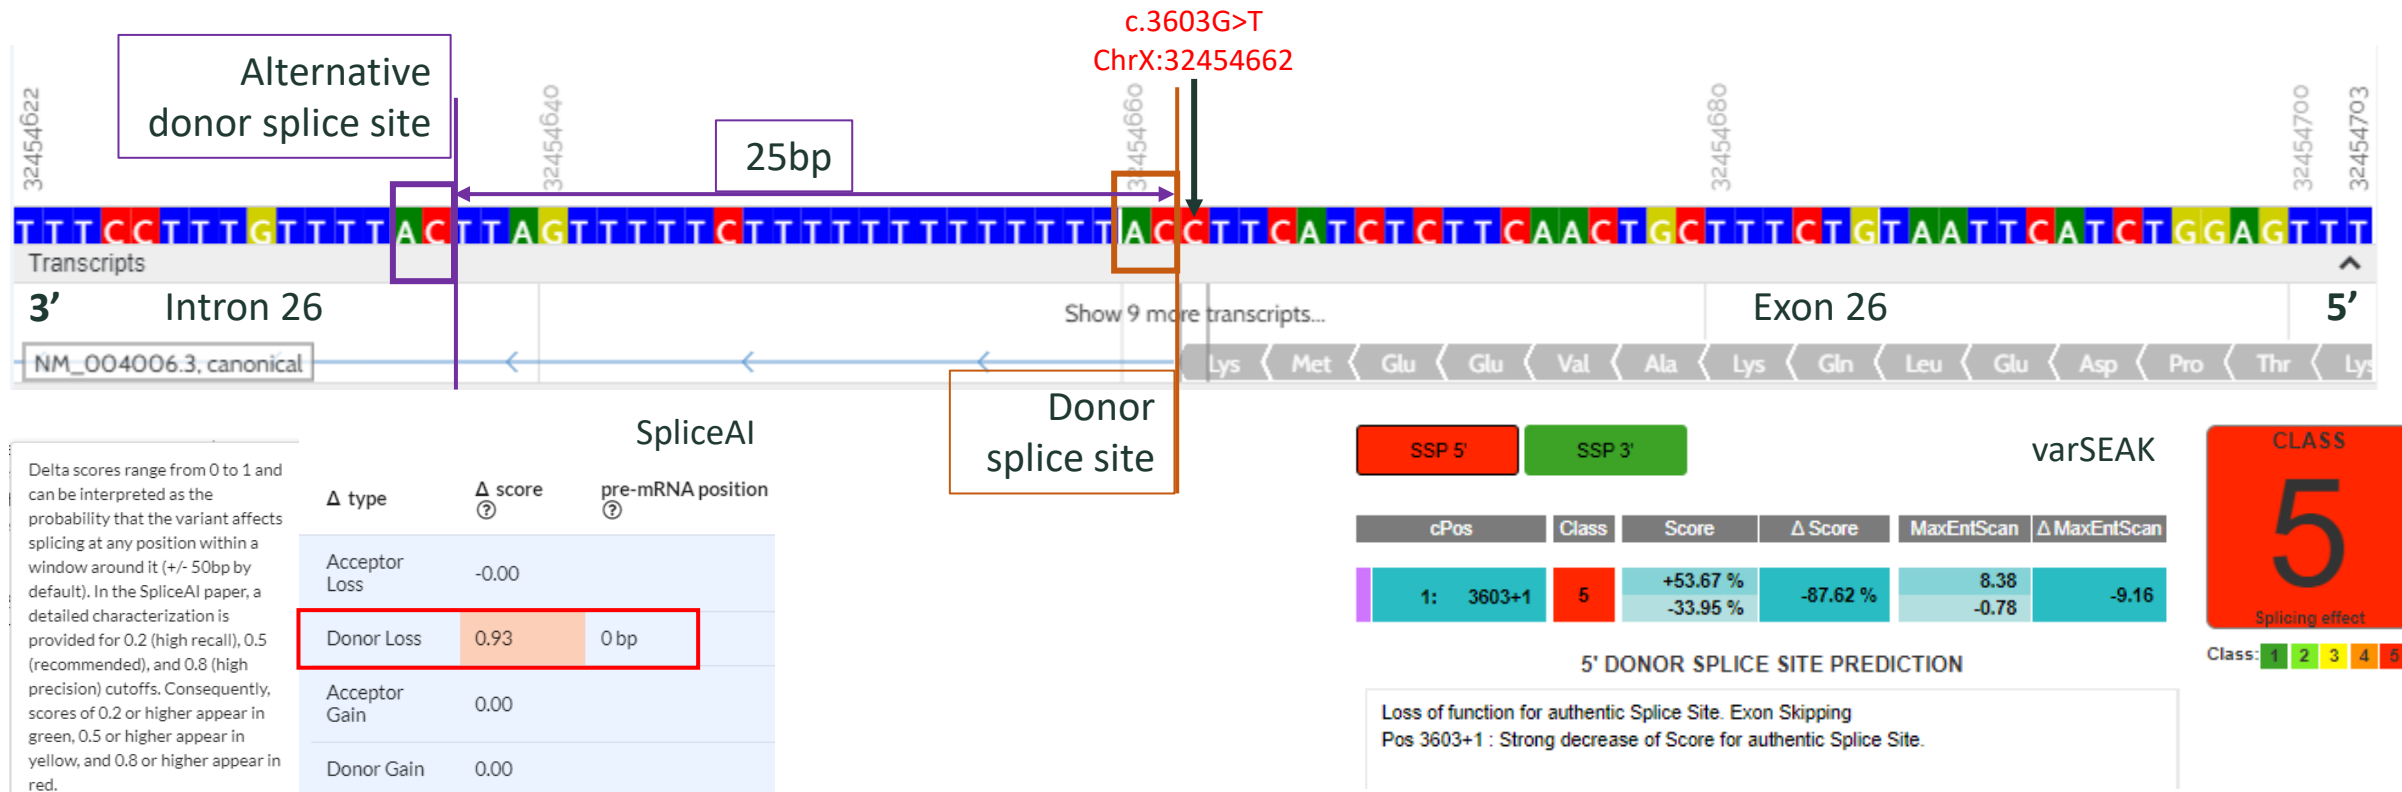 c.3603G>T
ChrX:32454662
Alternative
donor splice site
25bp
32454622
32454640
32454660
32454680
32454700
32454703
TTTCCTTTGTTTTACTTAGTTTTTCTTTTTTTTTTTTTACCTTCATCTCTTCAACTGCTTTCTGTAATTCATCTGGAGTTT
Transcripts
3’ Intron 26 Show 9 more transcripts... Exon 26 5’
NM_004006.3, canonical Lys Met Glu Glu Val Ala Lys Gln Leu Glu Asp Pro Thr Lys
Donor
splice site
SpliceAI
Delta scores range from 0 to 1 and
can be interpreted as the
probability that the variant affects
splicing at any position within a
window around it (+/- 50bp by
default). In the SpliceAI paper, a
detailed characterization is
provided for 0.2 (high recall), 0.5
(recommended), and 0.8 (high
precision) cutoffs. Consequently,
scores of 0.2 or higher appear in
green, 0.5 or higher appear in
yellow, and 0.8 or higher appear in
red.
Δ type Δ score pre-mRNA position
? ?
Acceptor
Loss -0.00
Donor Loss 0.93 0 bp
Acceptor
Gain 0.00
Donor Gain 0.00
SSP 5' SSP 3' varSEAK
cPos Class Score Δ Score MaxEntScan Δ MaxEntScan
1: 3603+1 5 +53.67 % -33.95 % -87.62 % 8.38 -0.78 -9.16
5' DONOR SPLICE SITE PREDICTION
Loss of function for authentic Splice Site. Exon Skipping
Pos 3603+1 : Strong decrease of Score for authentic Splice Site.
CLASS
5
Splicing effect
Class: 1 2 3 4 5